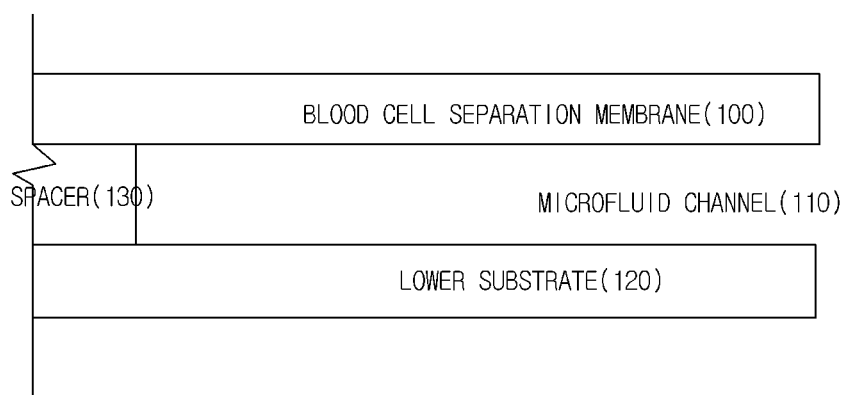 BLOOD CELL SEPARATION MEMBRANE(100)
SPACER(130)
MICROFLUID CHANNEL(110)
LOWER SUBSTRATE(120)